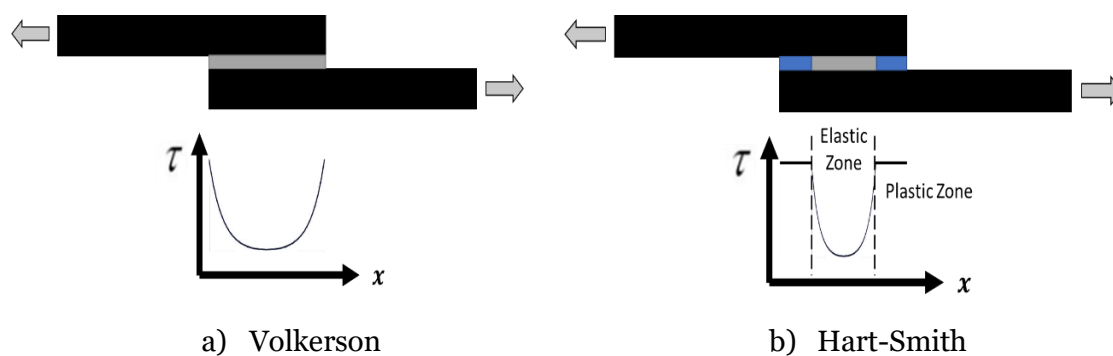 τ
x
a) Volkerson
Elastic
Zone
τ
Plastic Zone
x
b) Hart-Smith